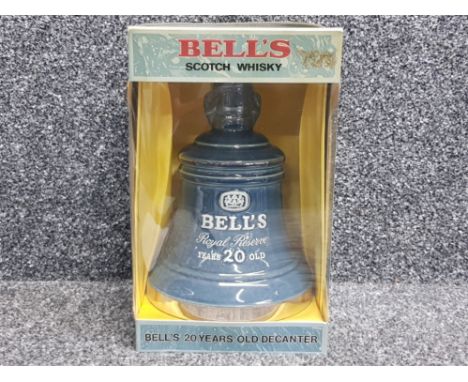 BELL'S
SCOTCH WHISKY
BELL'S
Royal Reserve
YEARS 20 OLD
BELL'S 20 YEARS OLD DECANTER